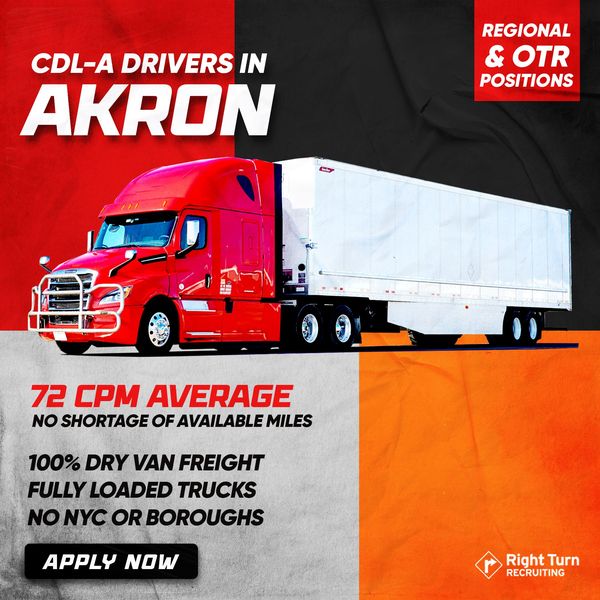 CDL-A DRIVERS IN
AKRON
REGIONAL
& OTR
POSITIONS
72 CPM AVERAGE
NO SHORTAGE OF AVAILABLE MILES
100% DRY VAN FREIGHT
FULLY LOADED TRUCKS
NO NYC OR BOROUGHS
APPLY NOW
Right Turn
RECRUITING